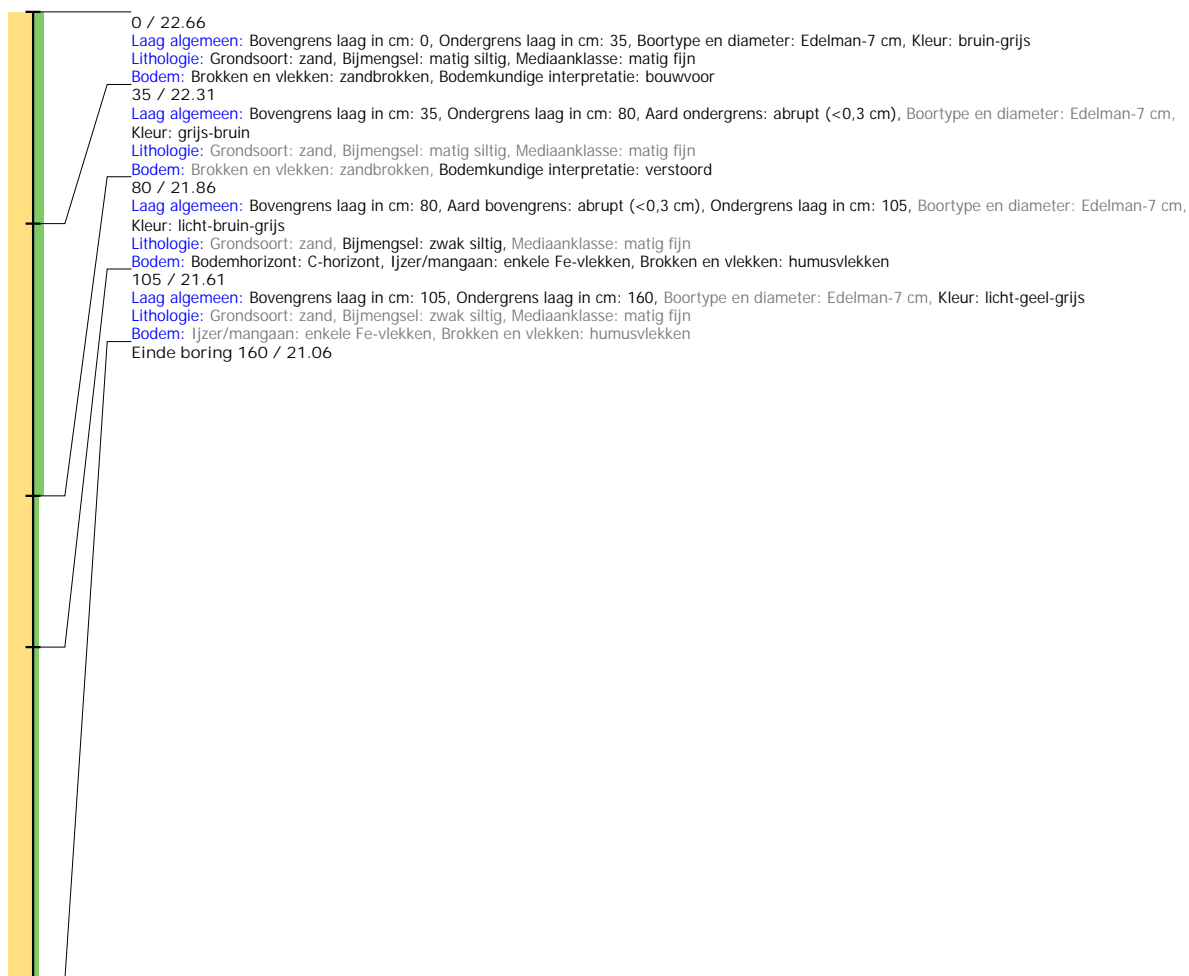 0 / 22.66
Laag algemeen: Bovengrens laag in cm: 0, Ondergrens laag in cm: 35, Boortype en diameter: Edelman-7 cm, Kleur: bruin-grijs
Lithologie: Grondsoort: zand, Bijmengsel: matig siltig, Mediaanklasse: matig fijn
Bodem: Brokken en vlekken: zandbrokken, Bodemkundige interpretatie: bouwvoor
35 / 22.31
Laag algemeen: Bovengrens laag in cm: 35, Ondergrens laag in cm: 80, Aard ondergrens: abrupt (<0,3 cm), Boortype en diameter: Edelman-7 cm,
Kleur: grijs-bruin
Lithologie: Grondsoort: zand, Bijmengsel: matig siltig, Mediaanklasse: matig fijn
Bodem: Brokken en vlekken: zandbrokken, Bodemkundige interpretatie: verstoord
80 / 21.86
Laag algemeen: Bovengrens laag in cm: 80, Aard bovengrens: abrupt (<0,3 cm), Ondergrens laag in cm: 105, Boortype en diameter: Edelman-7 cm,
Kleur: licht-bruin-grijs
Lithologie: Grondsoort: zand, Bijmengsel: zwak siltig, Mediaanklasse: matig fijn
Bodem: Bodemhorizont: C-horizont, Ijzer/mangaan: enkele Fe-vlekken, Brokken en vlekken: humusvlekken
105 / 21.61
Laag algemeen: Bovengrens laag in cm: 105, Ondergrens laag in cm: 160, Boortype en diameter: Edelman-7 cm, Kleur: licht-geel-grijs
Lithologie: Grondsoort: zand, Bijmengsel: zwak siltig, Mediaanklasse: matig fijn
Bodem: Ijzer/mangaan: enkele Fe-vlekken, Brokken en vlekken: humusvlekken
Einde boring 160 / 21.06